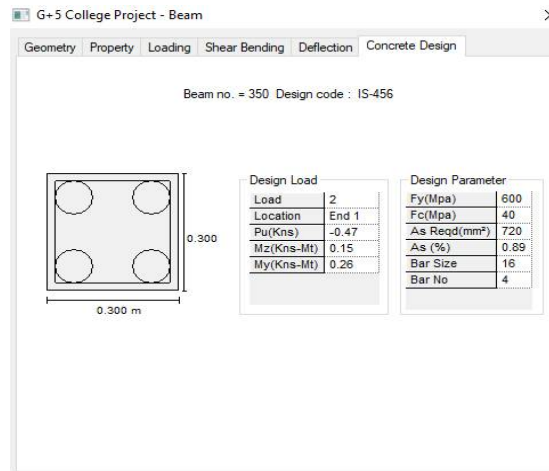 G+5 College Project - Beam
Geometry Property Loading Shear Bending Deflection Concrete Design
Beam no. = 350 Design code : IS-456
0.300
0.300 m
Design Load
Load 2
Location End 1
Pu(Kns) -0.47
Mz(Kns-Mt) 0.15
My(Kns-Mt) 0.26
Design Parameter
Fy(Mpa) 600
Fc(Mpa) 40
As Reqd(mm²) 720
As (%) 0.89
Bar Size 16
Bar No 4